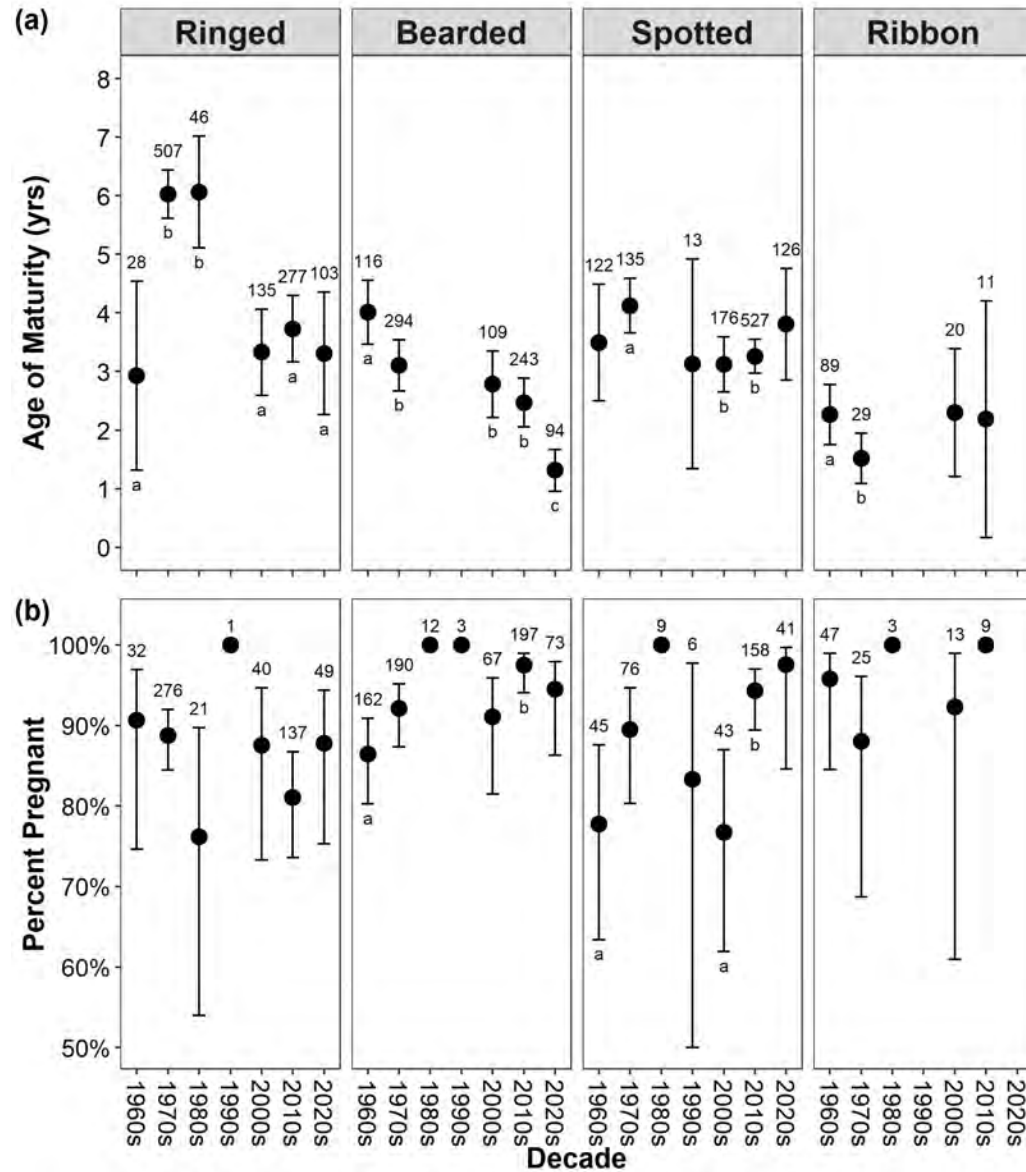 (a)
Ringed Bearded Spotted Ribbon
Age of Maturity (yrs)
8
7
6
5
4
3
2
1
0
28 507 46 135 277 103
a b b a a a
116 294 109 243 94
a b b b c
122 135 13 176 527 126
a b b
89 29 20 11
a b
(b)
Percent Pregnant
100%
90%
80%
70%
60%
50%
32 276 21 1 40 137 49
162 190 12 3 67 197 73
a b
45 76 9 6 43 158 41
a a b
47 25 3 13 9
1960s 1970s 1980s 1990s 2000s 2010s 2020s
1960s 1970s 1980s 1990s 2000s 2010s 2020s
1960s 1970s 1980s 1990s 2000s 2010s 2020s
1960s 1970s 1980s 1990s 2000s 2010s 2020s
Decade